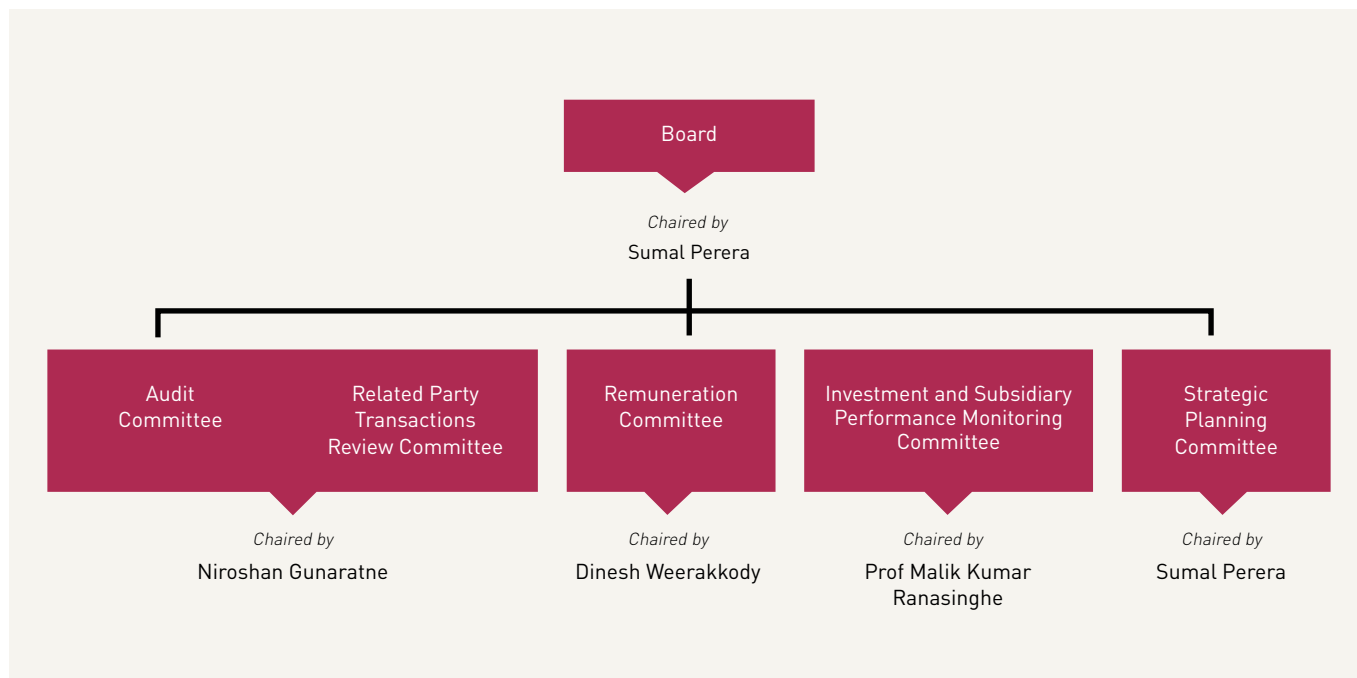 Board
Chaired by
Sumal Perera
Audit
Committee
Related Party
Transactions
Review Committee
Chaired by
Niroshan Gunaratne
Remuneration
Committee
Chaired by
Dinesh Weerakkody
Investment and Subsidiary
Performance Monitoring
Committee
Chaired by
Prof Malik Kumar
Ranasinghe
Strategic
Planning
Committee
Chaired by
Sumal Perera